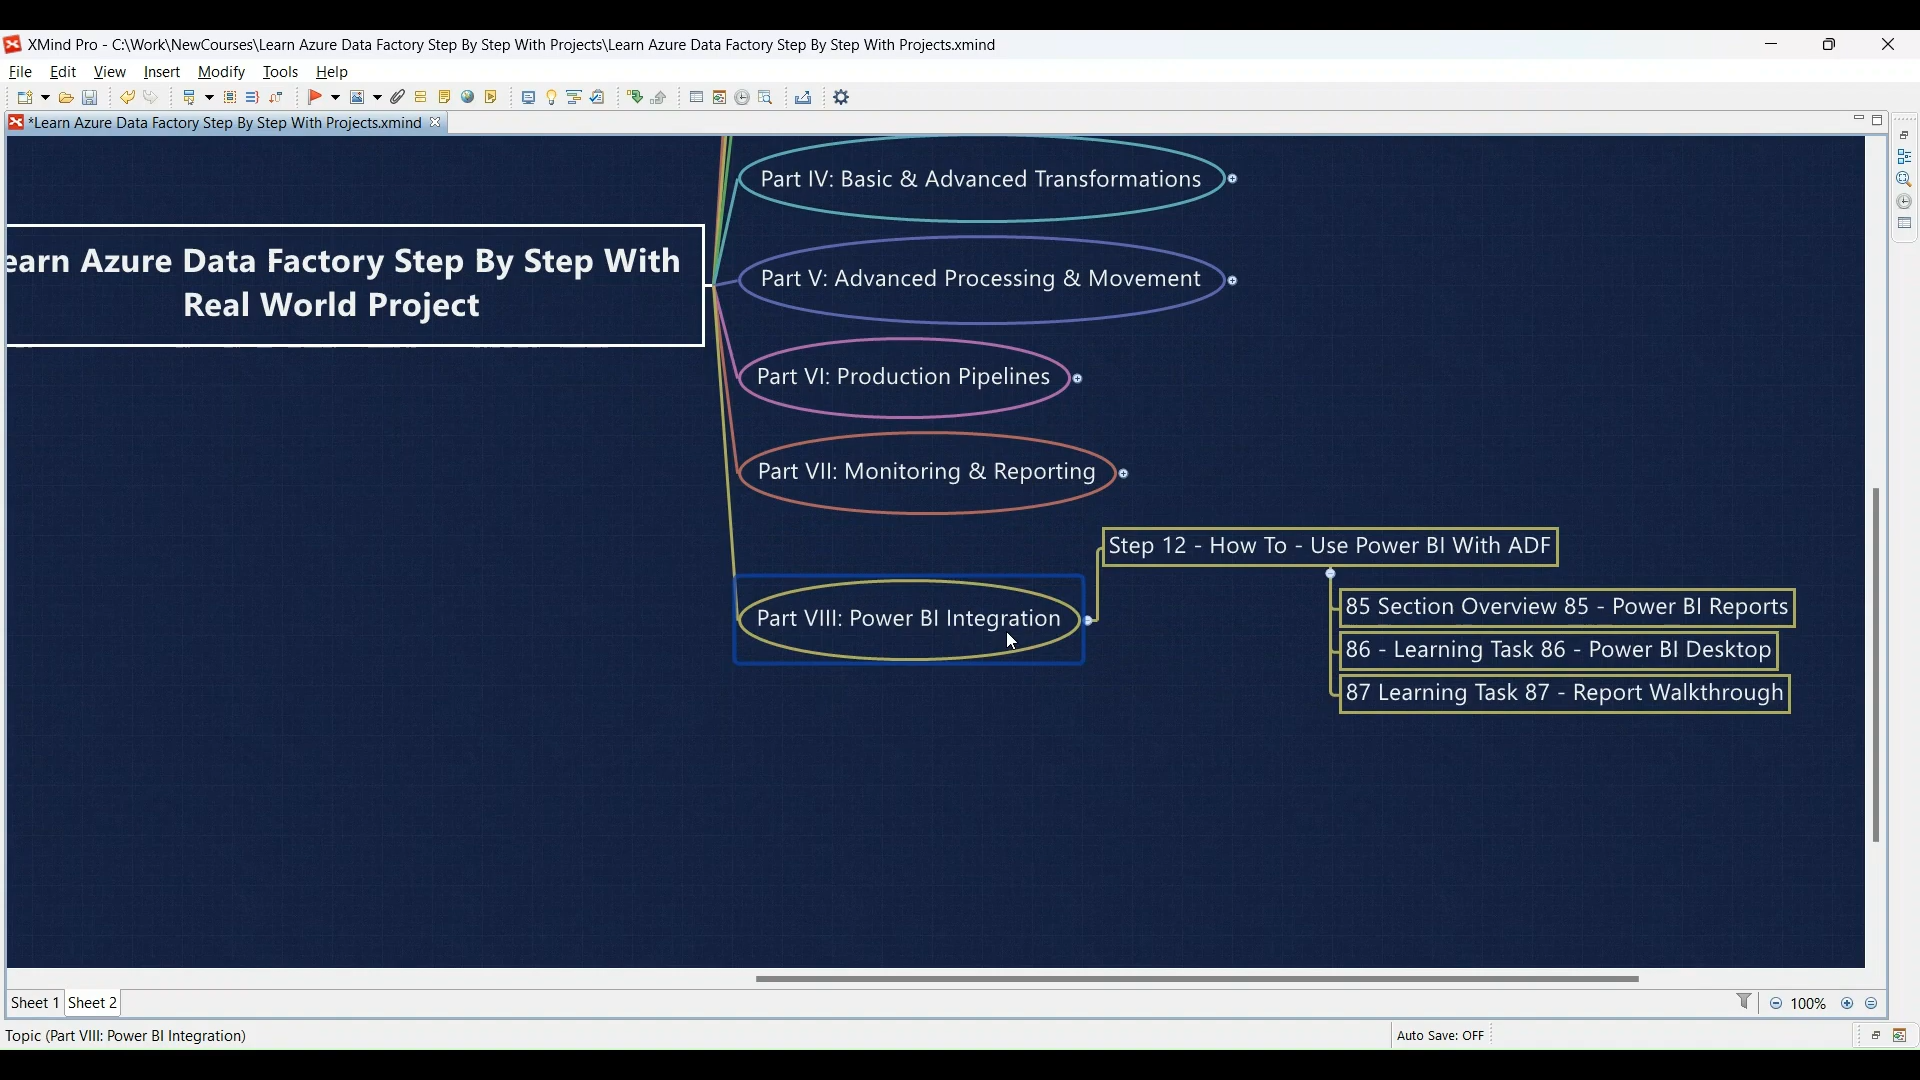 XMind Pro - C:\Work\NewCourses\Learn Azure Data Factory Step By Step With Projects\Learn Azure Data Factory Step By Step With Projects.xmind
File Edit View Insert Modify Tools Help
*Learn Azure Data Factory Step By Step With Projects.xmind
Part IV: Basic & Advanced Transformations
earn Azure Data Factory Step By Step With
Real World Project
Part V: Advanced Processing & Movement
Part VI: Production Pipelines
Part VII: Monitoring & Reporting
Step 12 - How To - Use Power BI With ADF
Part VIII: Power BI Integration
85 Section Overview 85 - Power BI Reports
86 - Learning Task 86 - Power BI Desktop
87 Learning Task 87 - Report Walkthrough
Sheet 1 Sheet 2
100%
Topic (Part VIII: Power BI Integration)
Auto Save: OFF